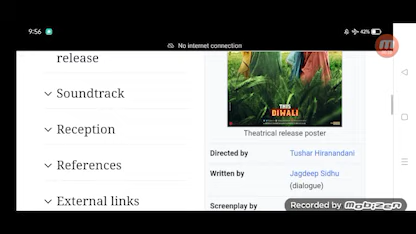 9:56
42%
No internet connection
release
Soundtrack
Reception
References
External links
THIS
DIWALI
Theatrical release poster
Directed by Tushar Hiranandani
Written by Jagdeep Sidhu
(dialogue)
Screenplay by
Recorded by Mobizen